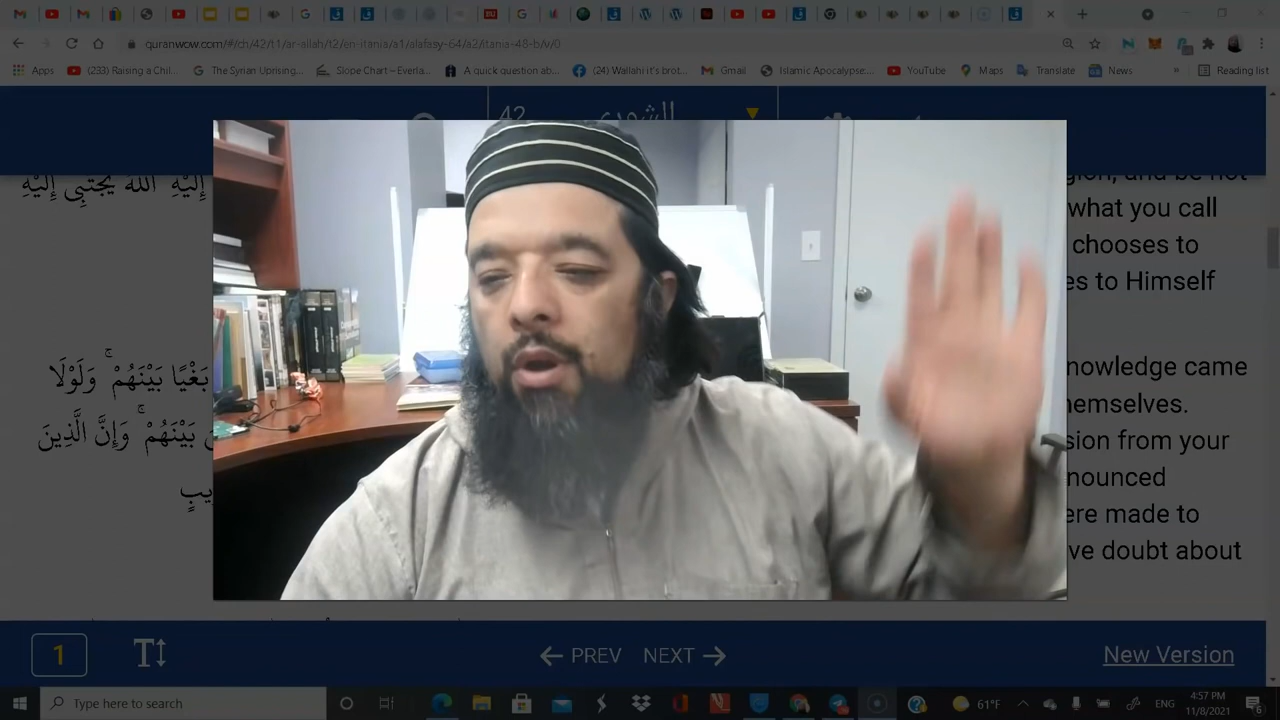 quranwow.com/#/ch/42/t1/ar-allah/t2/en-itania/a1/alafasy-64/a2/itania-48-b/v/0
Apps
(233) Raising a Chil...
The Syrian Uprising...
Slope Chart – Everla...
A quick question ab...
(24) Wallahi it's brot...
Gmail
Islamic Apocalypse:...
YouTube
Maps
Translate
News
»
Reading list
42
الشورى
إِلَيْهِ ۚ اللَّهُ يَجْتَبِي إِلَيْهِ
gion, and be not
what you call
chooses to
es to Himself
بَغْيًا بَيْنَهُمْ ۚ وَلَوْلَا
nowledge came
hemselves.
بَيْنَهُمْ ۚ وَإِنَّ الَّذِينَ
sion from your
nounced
ere made to
ve doubt about
1
T
PREV
NEXT
New Version
Type here to search
61°F
ENG
4:57 PM
11/8/2021
6